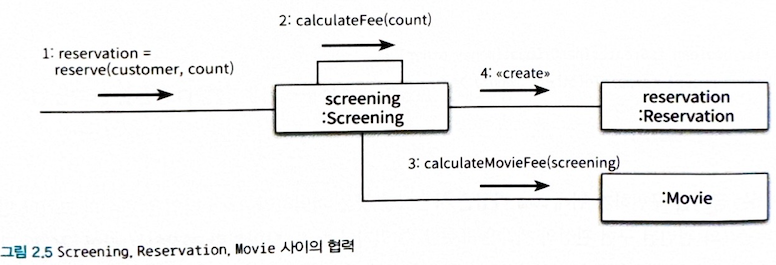 2: calculateFee(count)
1: reservation =
reserve(customer, count)
4: «create»
screening
:Screening
reservation
:Reservation
3: calculateMovieFee(screening)
:Movie
그림 2.5 Screening, Reservation, Movie 사이의 협력